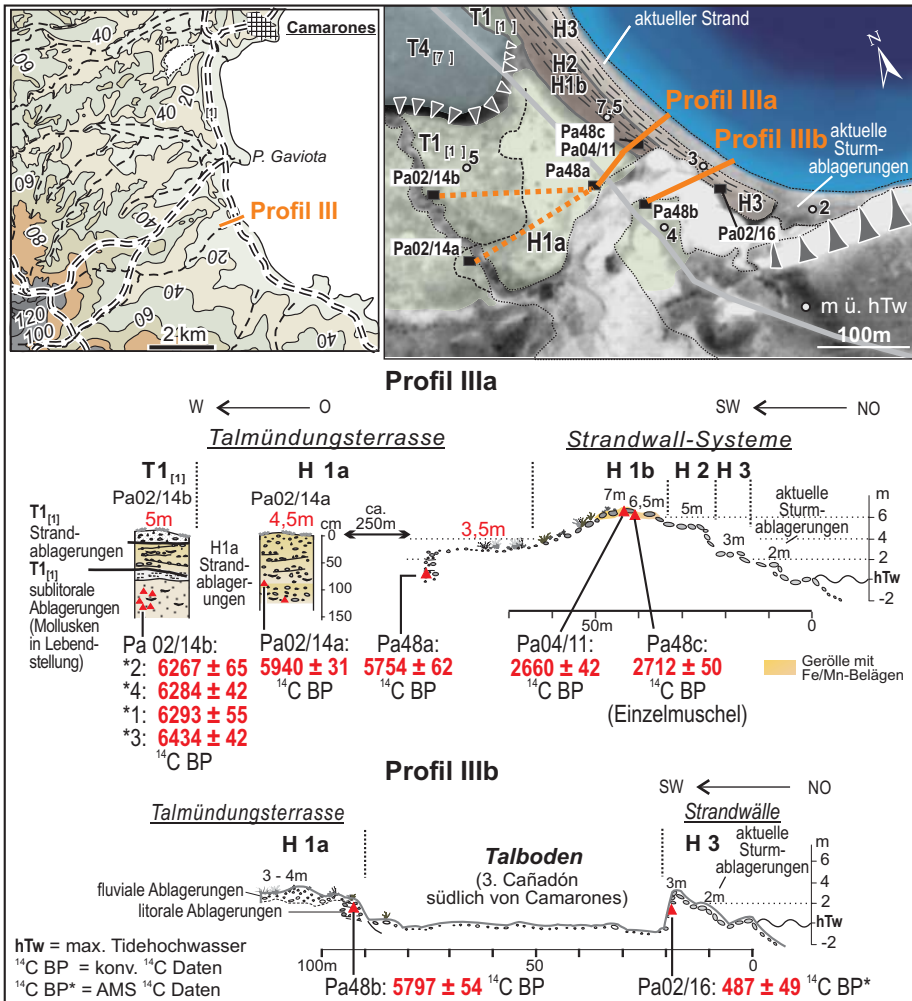 Camarones
40
60
20
[1]
40
40
P. Gaviota
60
40
Profil III
80
20
40
60
120
100
2 km
40
T1 [1]
H3
aktueller Strand
N
T4 [7]
H2
H1b
7,5
Profil IIIa
Pa48c
Pa04/11
Profil IIIb
T1 [1]
5
Pa02/14b
Pa48a
3
aktuelle
Sturm-
ablagerungen
H3
2
Pa48b
Pa02/16
H1a
4
Pa02/14a
m ü. hTw
100m
Profil IIIa
W O
SW NO
Talmündungsterrasse
Strandwall-Systeme
T1[1]
H 1a
H 1b
H 2
H 3
Pa02/14b
Pa02/14a
7m
6,5m
aktuelle
Sturm-
ablagerungen
m
T1[1]
Strand-
ablagerungen
5m
4,5m
cm
ca.
250m
3,5m
5m
6
0
4
T1[1]
sublitorale
Ablagerungen
(Mollusken
in Lebend-
stellung)
H1a
Strand-
ablager-
ungen
-50
3m
2m
2
-100
hTw
-150
-2
50m
0
Pa 02/14b:
Pa02/14a:
Pa48a:
Pa04/11:
Pa48c:
*2: 6267 ± 65
5940 ± 31
5754 ± 62
2660 ± 42
2712 ± 50
Gerölle mit
Fe/Mn-Belägen
*4: 6284 ± 42
14C BP
14C BP
14C BP
14C BP
*1: 6293 ± 55
(Einzelmuschel)
*3: 6434 ± 42
14C BP
Profil IIIb
SW NO
Talmündungsterrasse
Strandwälle
H 1a
H 3
aktuelle
Sturm-
ablagerungen
m
Talboden
(3. Cañadón
südlich von Camarones)
6
3 - 4m
4
fluviale Ablagerungen
3m
2m
2
litorale Ablagerungen
hTw
-2
hTw = max. Tidehochwasser
14C BP = konv. 14C Daten
14C BP* = AMS 14C Daten
100m
50
0
Pa48b: 5797 ± 54 14C BP
Pa02/16: 487 ± 49 14C BP*